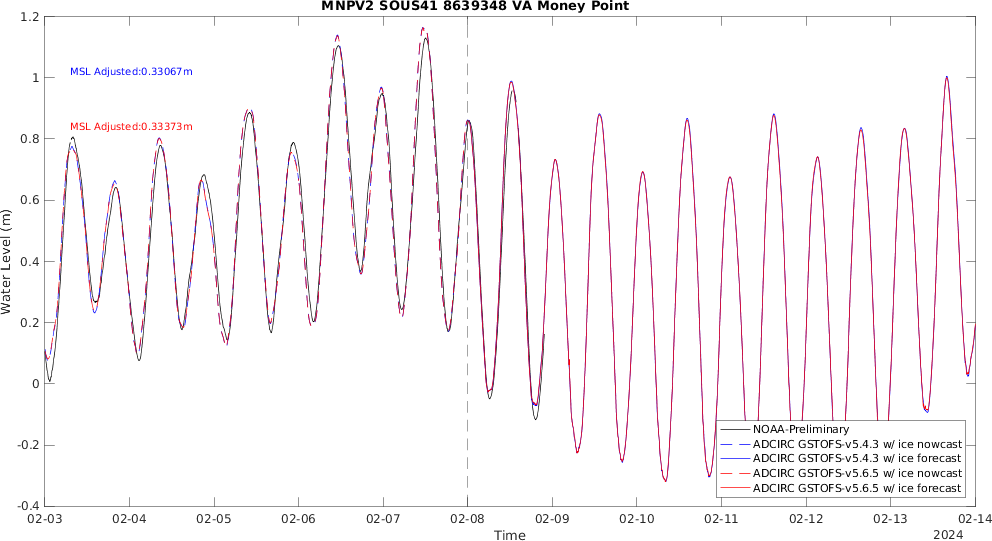 MNPV2 SOUS41 8639348 VA Money Point
1.2
1
0.8
0.6
0.4
0.2
0
-0.2
-0.4
Water Level (m)
MSL Adjusted:0.33067m
MSL Adjusted:0.33373m
NOAA-Preliminary
ADCIRC GSTOFS-v5.4.3 w/ ice nowcast
ADCIRC GSTOFS-v5.4.3 w/ ice forecast
ADCIRC GSTOFS-v5.6.5 w/ ice nowcast
ADCIRC GSTOFS-v5.6.5 w/ ice forecast
02-03 02-04 02-05 02-06 02-07 02-08 02-09 02-10 02-11 02-12 02-13 02-14
Time
2024